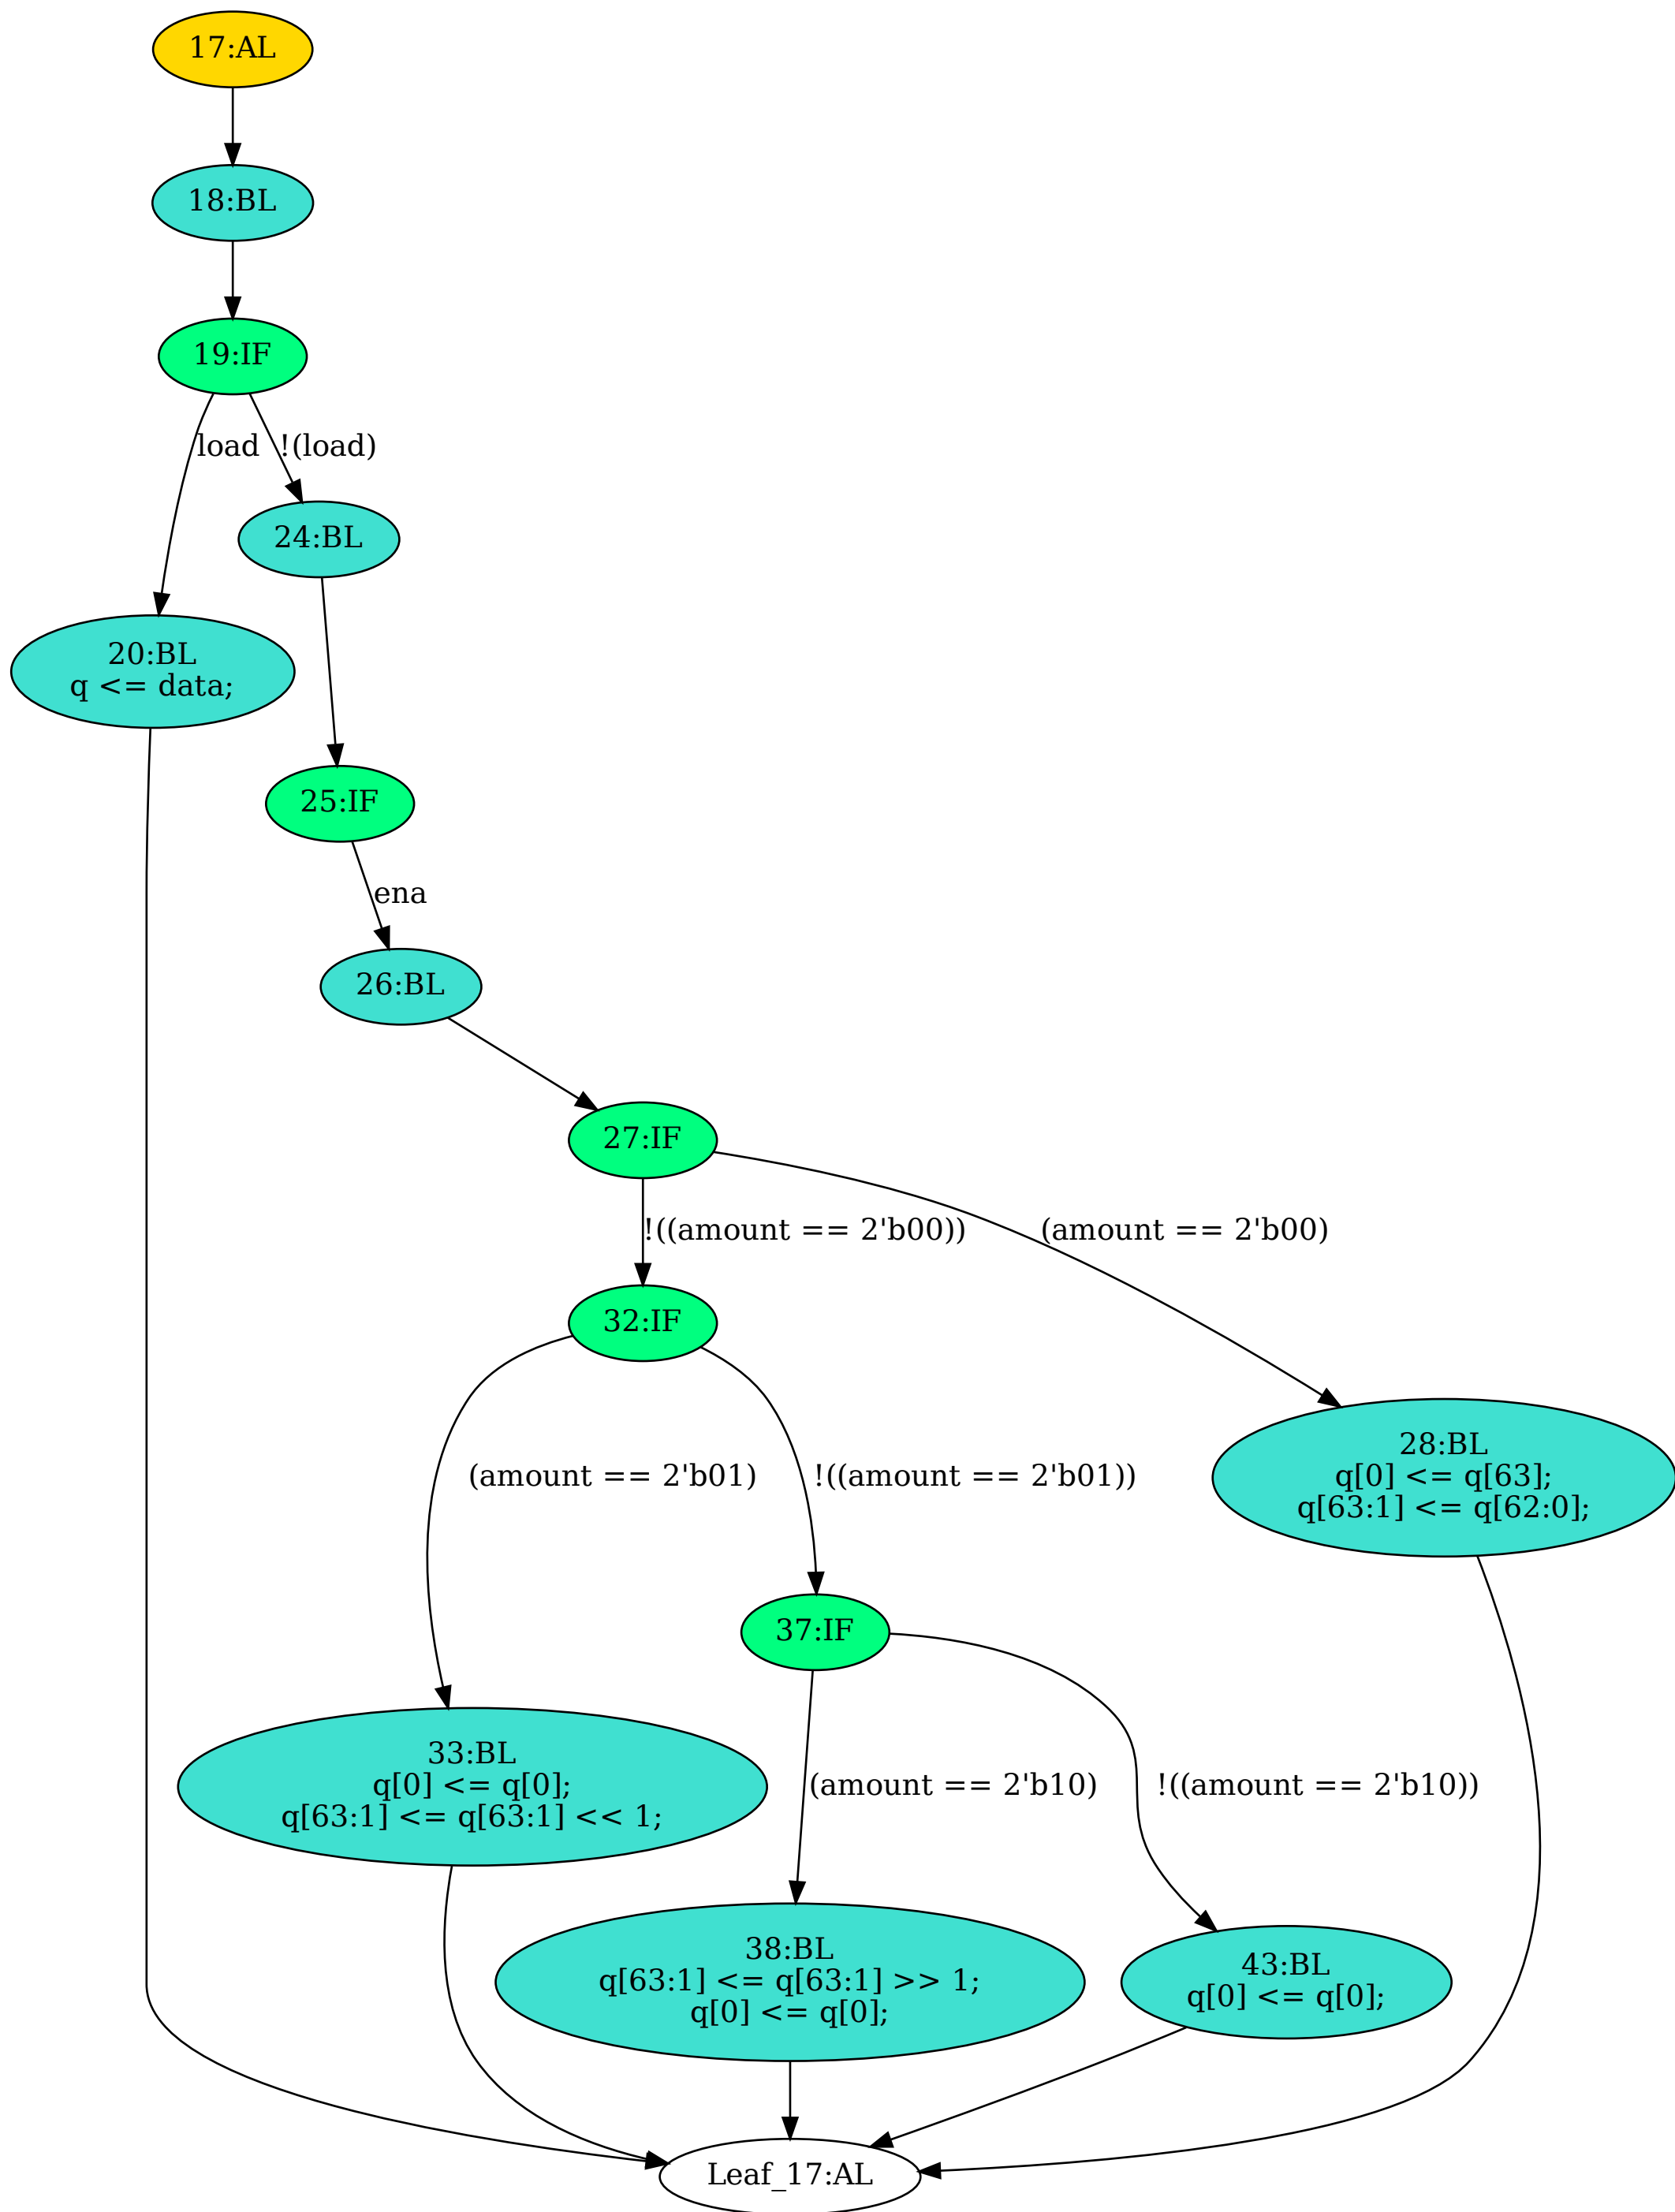 17:AL
18:BL
19:IF
load
!(load)
24:BL
20:BL
q <= data;
25:IF
ena
26:BL
27:IF
!((amount == 2'b00))
(amount == 2'b00)
32:IF
28:BL
q[0] <= q[63];
q[63:1] <= q[62:0];
(amount == 2'b01)
!((amount == 2'b01))
37:IF
33:BL
q[0] <= q[0];
q[63:1] <= q[63:1] << 1;
(amount == 2'b10)
!((amount == 2'b10))
38:BL
q[63:1] <= q[63:1] >> 1;
q[0] <= q[0];
43:BL
q[0] <= q[0];
Leaf_17:AL